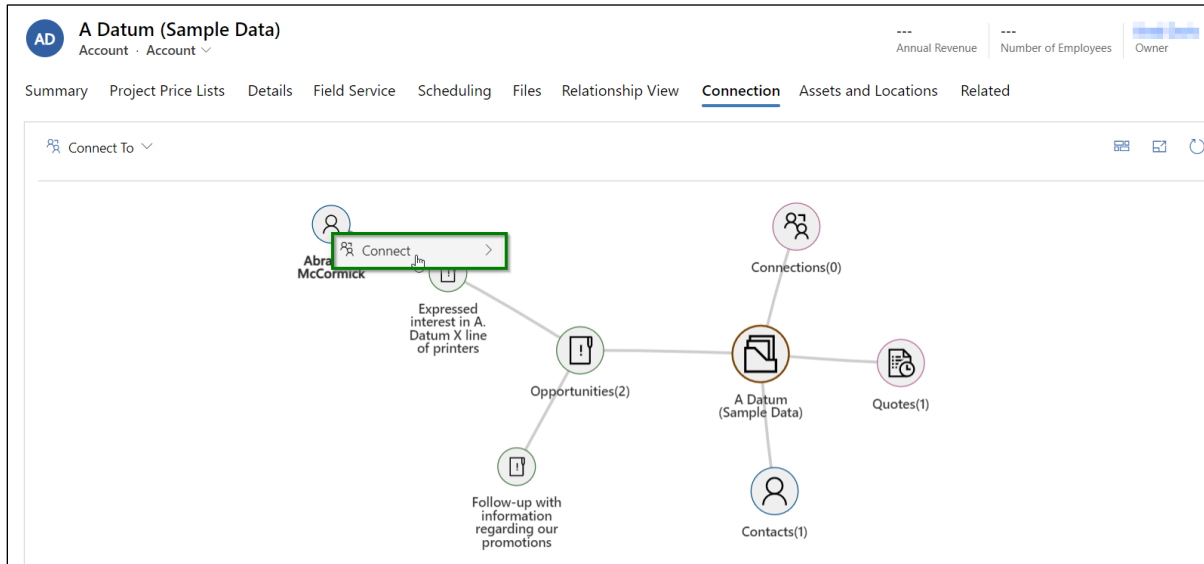 AD
A Datum (Sample Data)
Account · Account
---
Annual Revenue
---
Number of Employees
Owner
Summary Project Price Lists Details Field Service Scheduling Files Relationship View Connection Assets and Locations Related
Connect To
Connect
McCormick
Expressed
interest in A.
Datum X line
of printers
Connections(0)
Opportunities(2)
A Datum
(Sample Data)
Quotes(1)
Follow-up with
information
regarding our
promotions
Contacts(1)